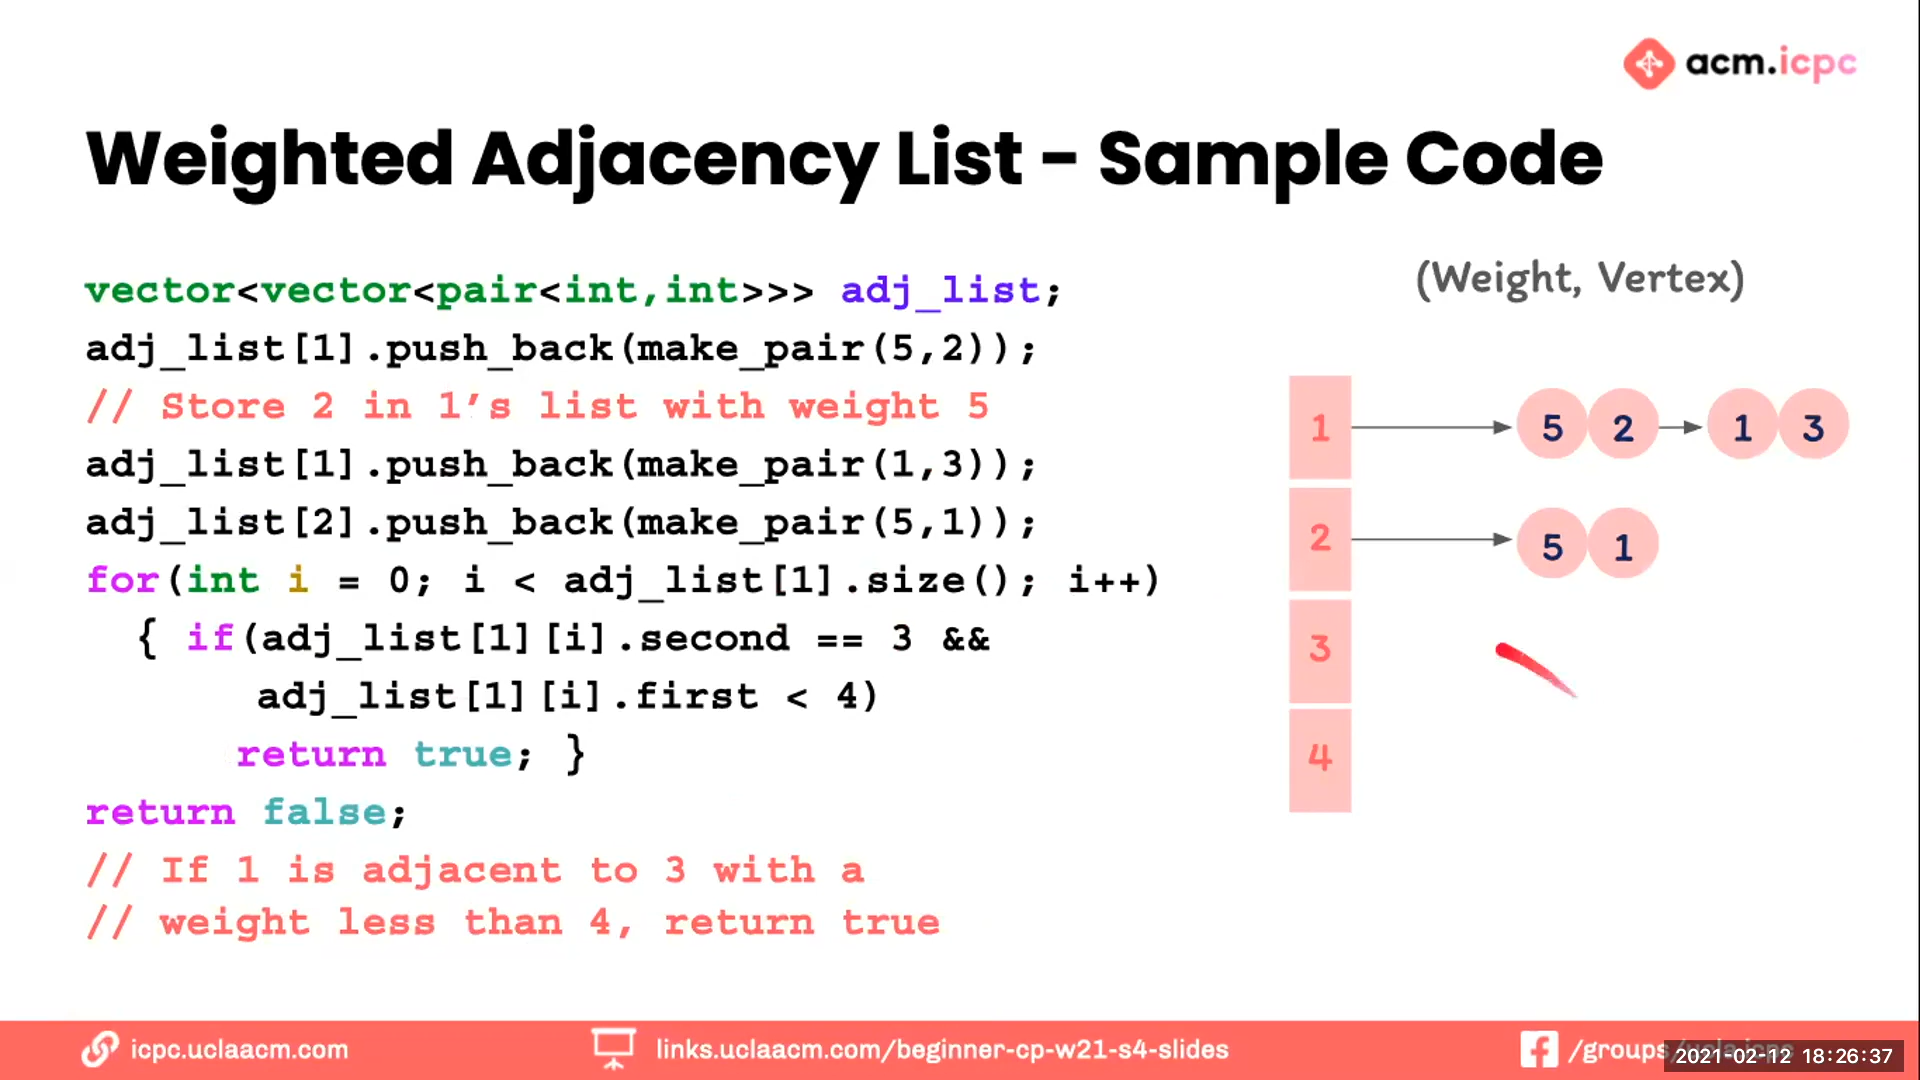 acm.icpc
Weighted Adjacency List - Sample Code
vector<vector<pair<int,int>>> adj_list;
adj_list[1].push_back(make_pair(5,2));
// Store 2 in 1’s list with weight 5
adj_list[1].push_back(make_pair(1,3));
adj_list[2].push_back(make_pair(5,1));
for(int i = 0; i < adj_list[1].size(); i++)
{ if(adj_list[1][i].second == 3 &&
adj_list[1][i].first < 4)
return true; }
return false;
// If 1 is adjacent to 3 with a
// weight less than 4, return true
(Weight, Vertex)
1 5 2 1 3
2 5 1
3
4
icpc.uclaacm.com
links.uclaacm.com/beginner-cp-w21-s4-slides
/groups/ucla.icpc
2021-02-12 18:26:37